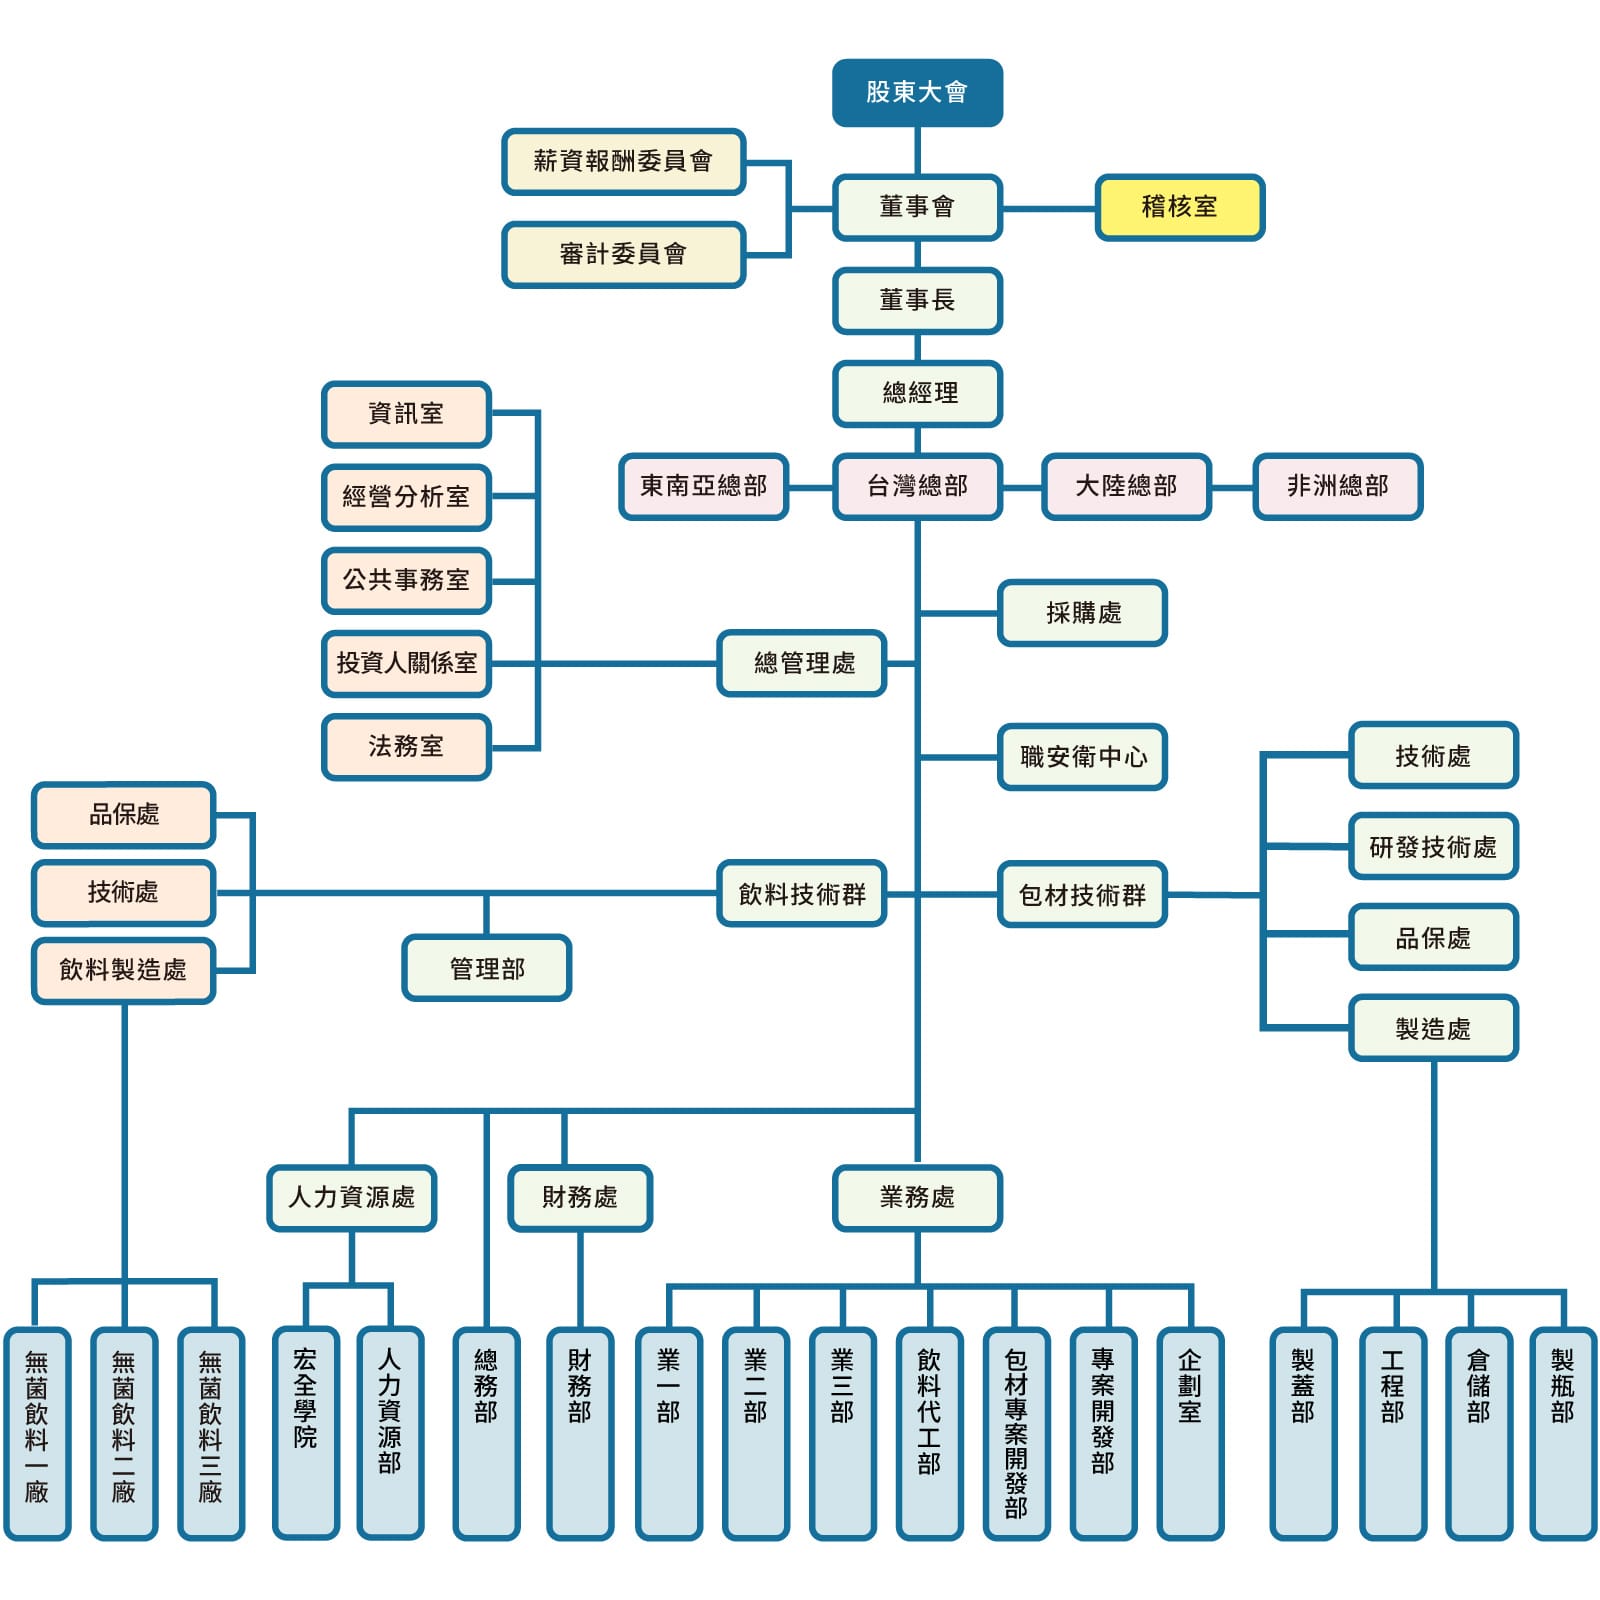 股東大會
薪資報酬委員會
董事會
稽核室
審計委員會
董事長
總經理
資訊室
東南亞總部
台灣總部
大陸總部
非洲總部
經營分析室
公共事務室
採購處
投資人關係室
總管理處
法務室
職安衛中心
技術處
品保處
研發技術處
技術處
飲料技術群
包材技術群
品保處
飲料製造處
管理部
製造處
人力資源處
財務處
業務處
無菌飲料一廠
無菌飲料二廠
無菌飲料三廠
宏全學院
人力資源部
總務部
財務部
業一部
業二部
業三部
飲料代工部
包材專案開發部
專案開發部
企劃室
製蓋部
工程部
倉儲部
製瓶部